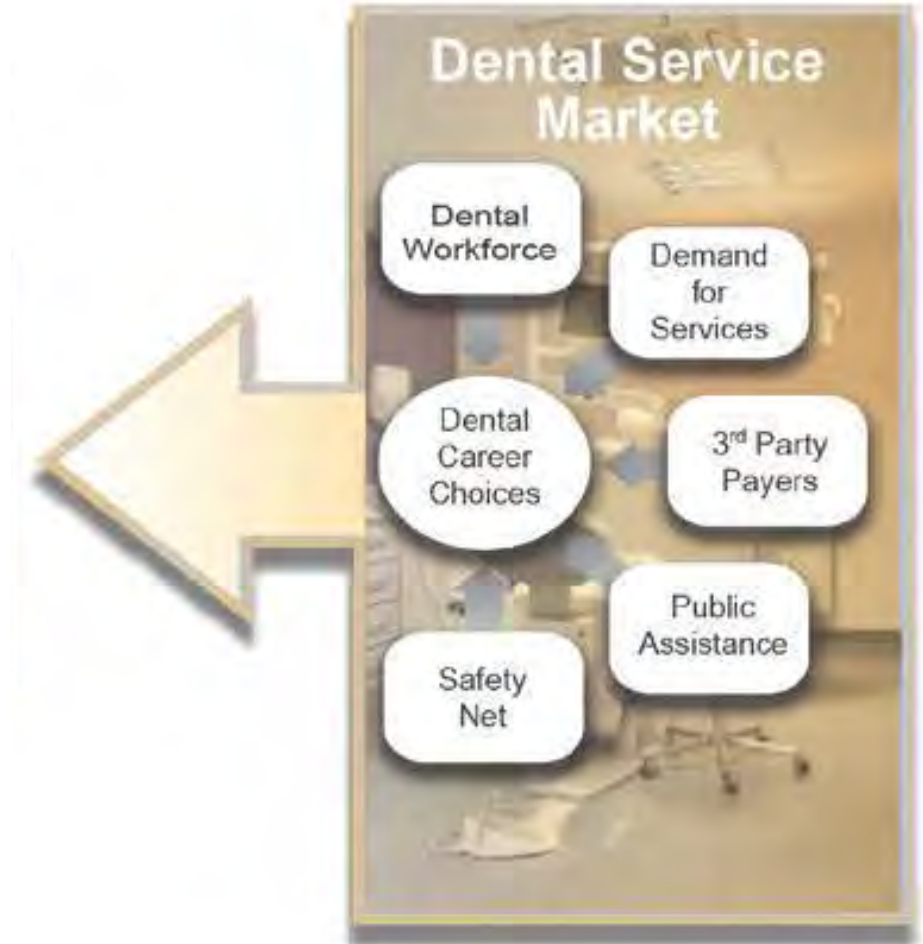 Dental Service
Market
Dental
Workforce
Demand
for
Services
Dental
Career
Choices
3rd Party
Payers
Public
Assistance
Safety
Net